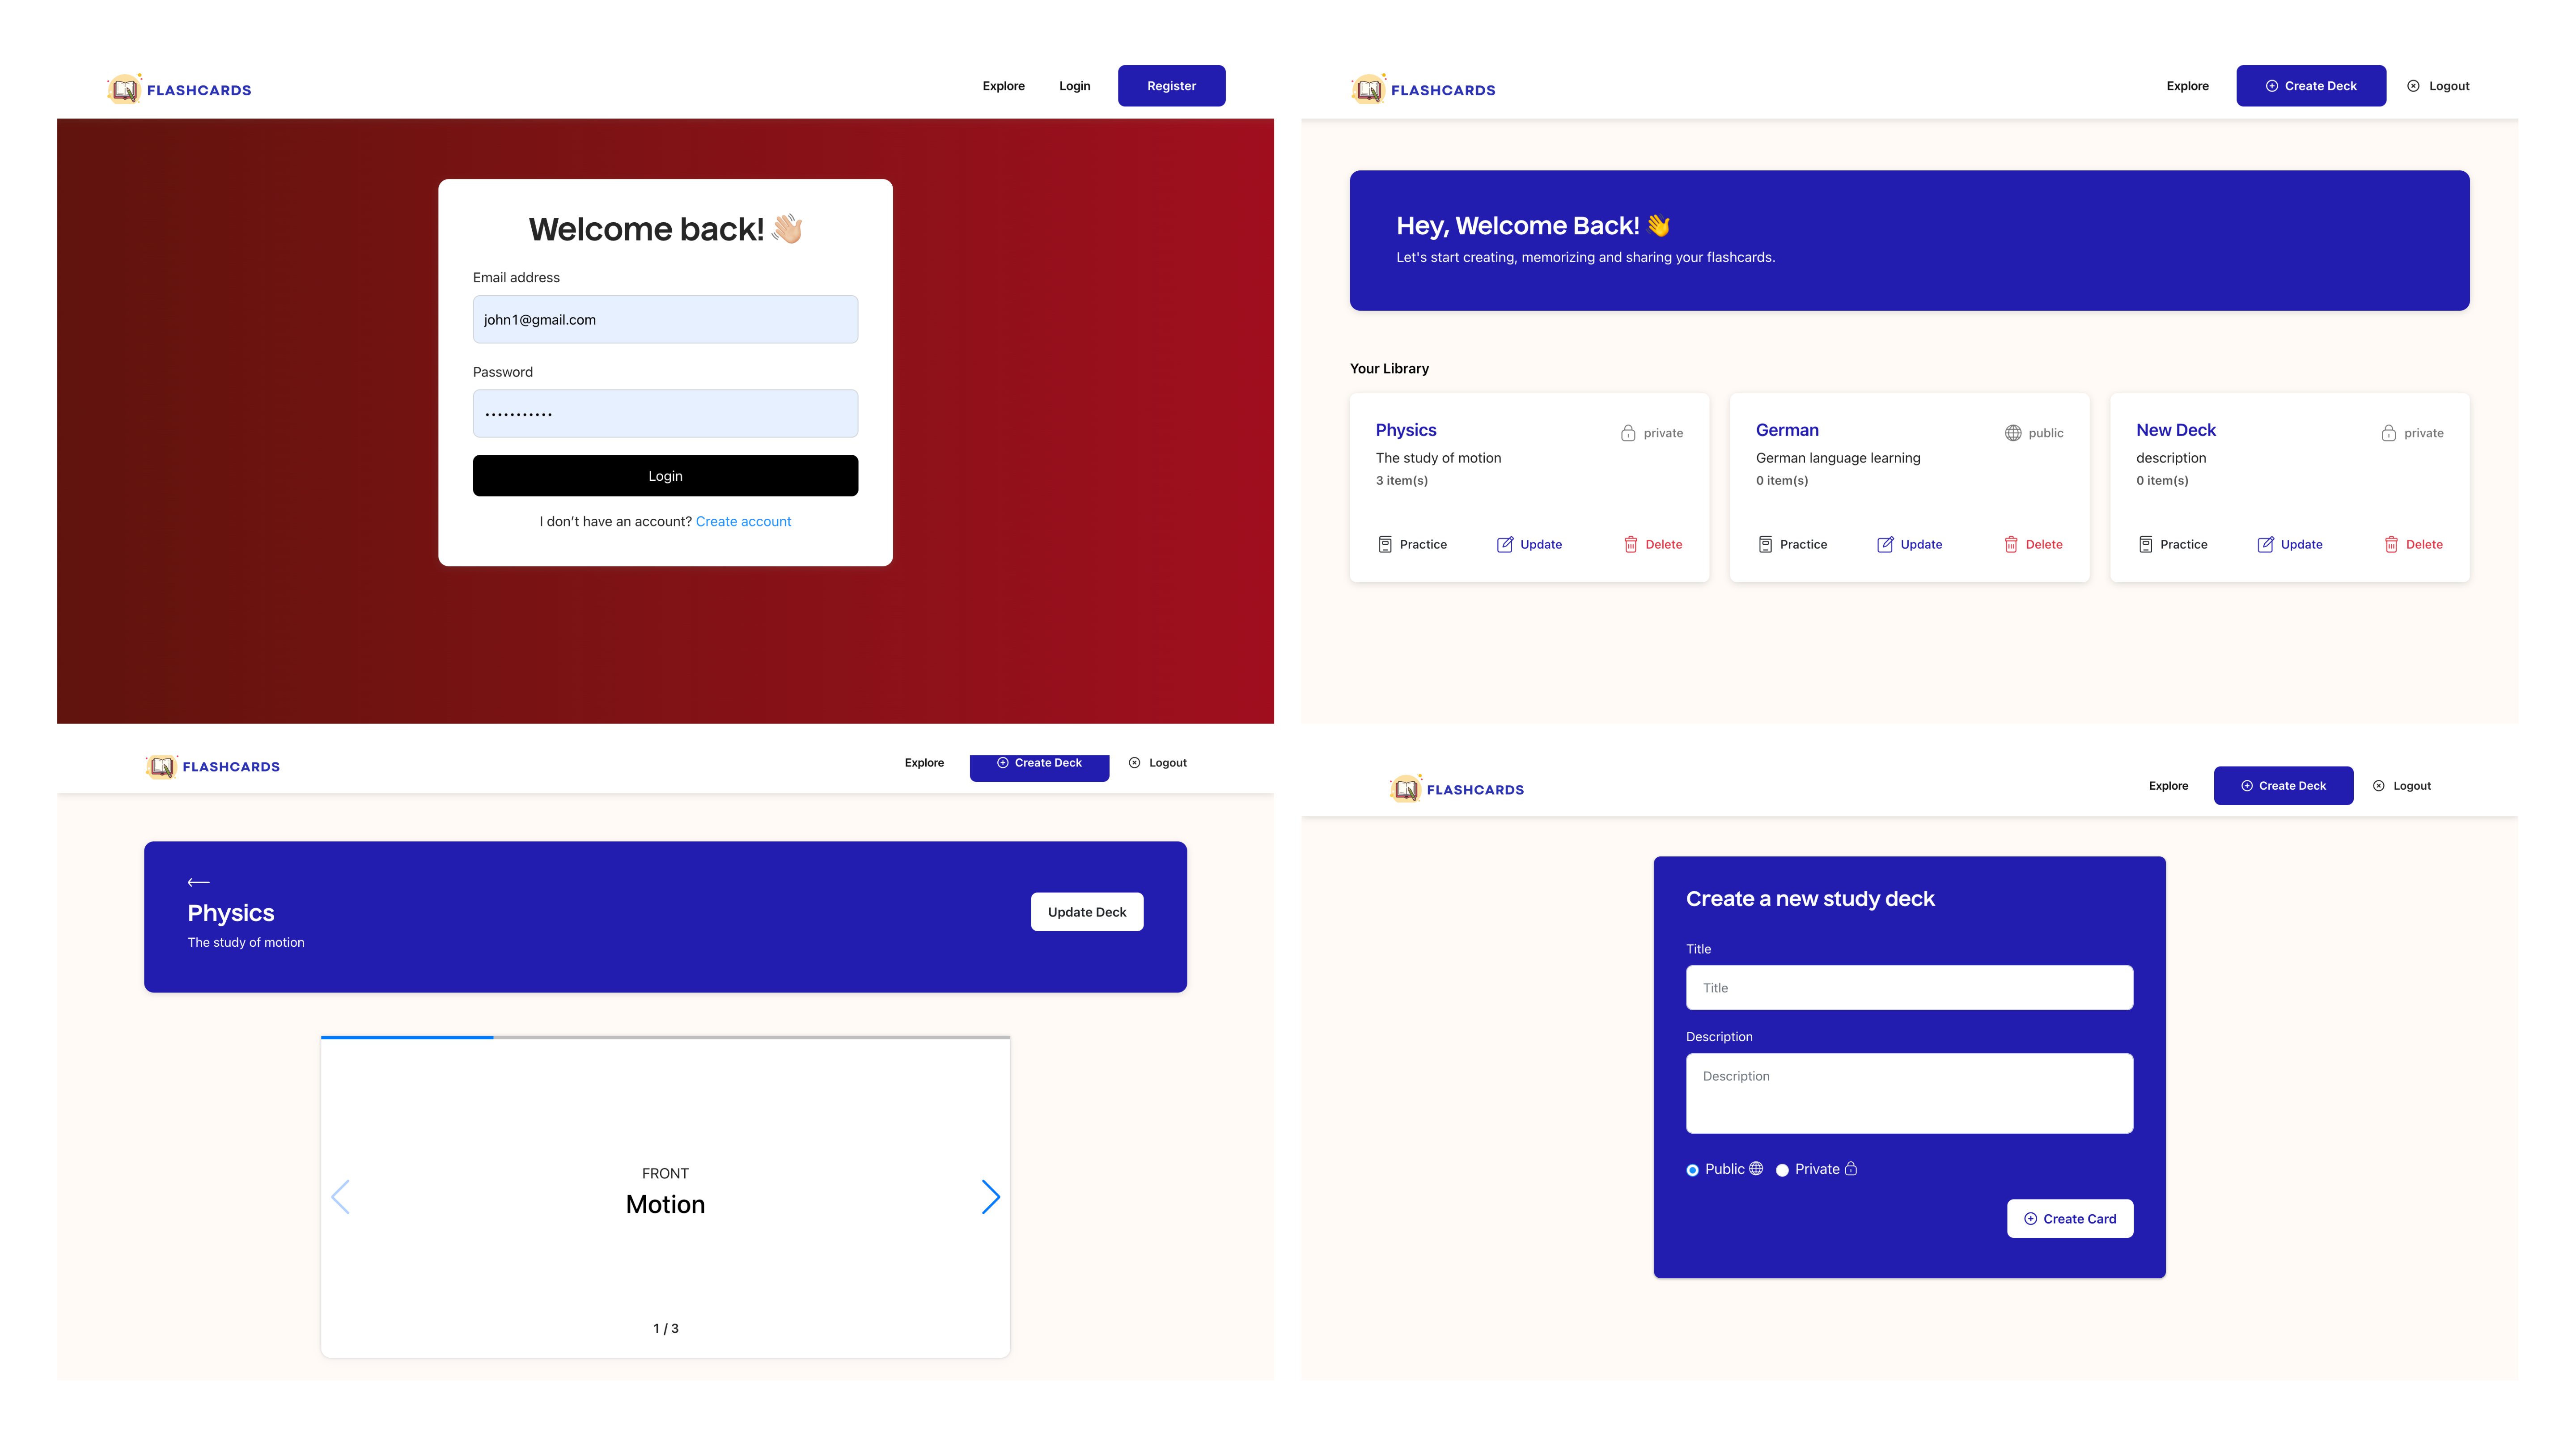 FLASHCARDS
Explore Login Register
Welcome back! 👋🏼
Email address
john1@gmail.com
Password
•••••••••••
Login
I don't have an account? Create account
FLASHCARDS
Explore Create Deck Logout
Hey, Welcome Back! 👋
Let's start creating, memorizing and sharing your flashcards.
Your Library
Physics private
The study of motion
3 item(s)
Practice Update Delete
German public
German language learning
0 item(s)
Practice Update Delete
New Deck private
description
0 item(s)
Practice Update Delete
FLASHCARDS
Explore Create Deck Logout
Physics
The study of motion
Update Deck
FRONT
Motion
1 / 3
FLASHCARDS
Explore Create Deck Logout
Create a new study deck
Title
Title
Description
Description
Public Private
Create Card